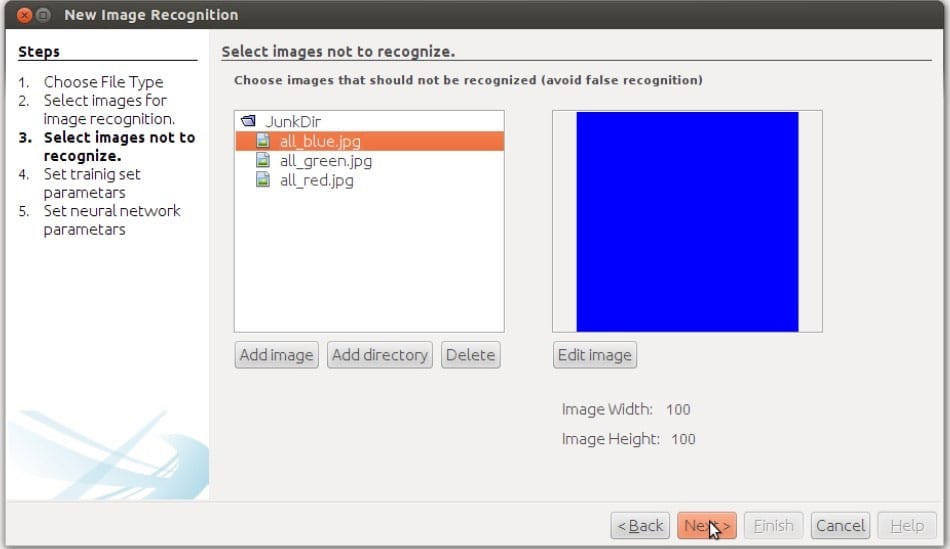 New Image Recognition
Steps
1. Choose File Type
2. Select images for
image recognition.
3. Select images not to
recognize.
4. Set trainig set
parametars
5. Set neural network
parametars
Select images not to recognize.
Choose images that should not be recognized (avoid false recognition)
JunkDir
all_blue.jpg
all_green.jpg
all_red.jpg
Add image Add directory Delete
Edit image
Image Width: 100
Image Height: 100
< Back Next > Finish Cancel Help